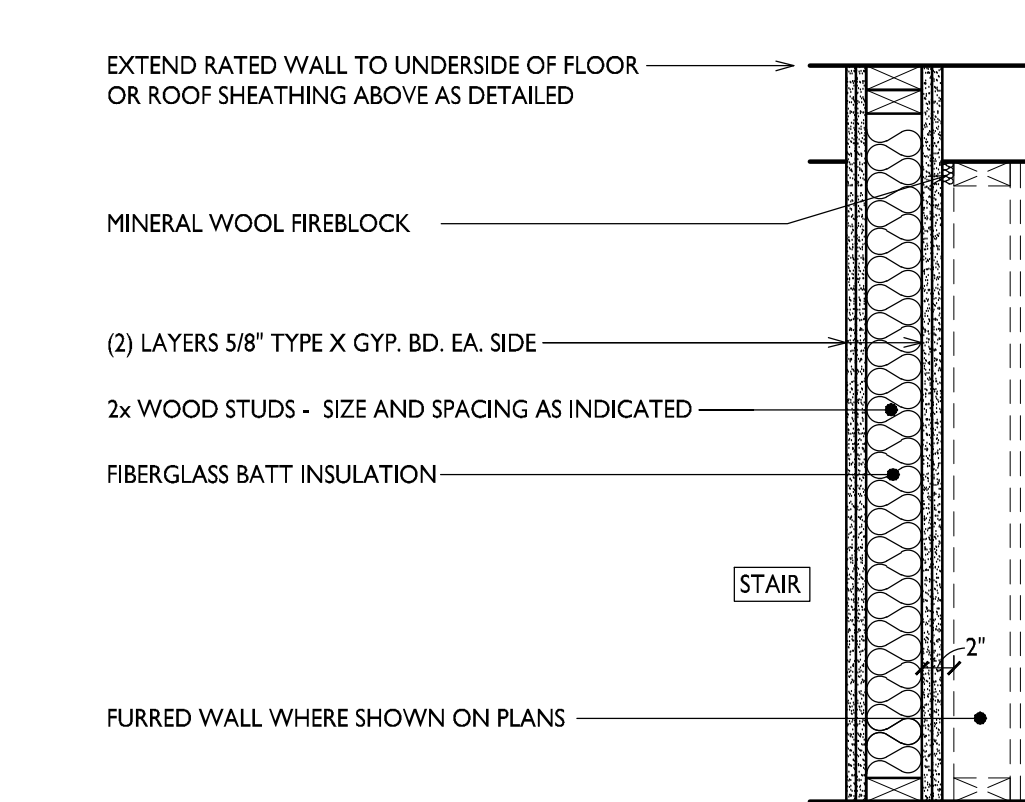 EXTEND RATED WALL TO UNDERSIDE OF FLOOR
OR ROOF SHEATHING ABOVE AS DETAILED
MINERAL WOOL FIREBLOCK
(2) LAYERS 5/8" TYPE X GYP. BD. EA. SIDE
2x WOOD STUDS - SIZE AND SPACING AS INDICATED
FIBERGLASS BATT INSULATION
STAIR
2"
FURRED WALL WHERE SHOWN ON PLANS